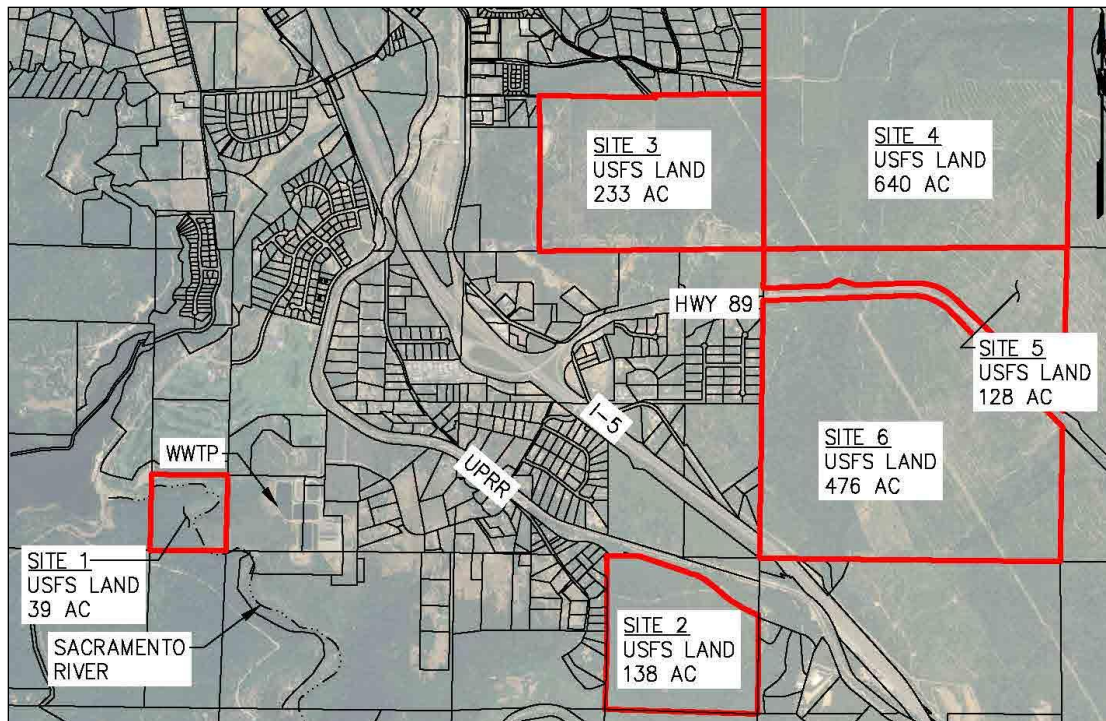 SITE 3
USFS LAND
233 AC
SITE 4
USFS LAND
640 AC
HWY 89
SITE 5
USFS LAND
128 AC
I-5
SITE 6
USFS LAND
476 AC
WWTP
UPRR
SITE 1
USFS LAND
39 AC
SACRAMENTO
RIVER
SITE 2
USFS LAND
138 AC